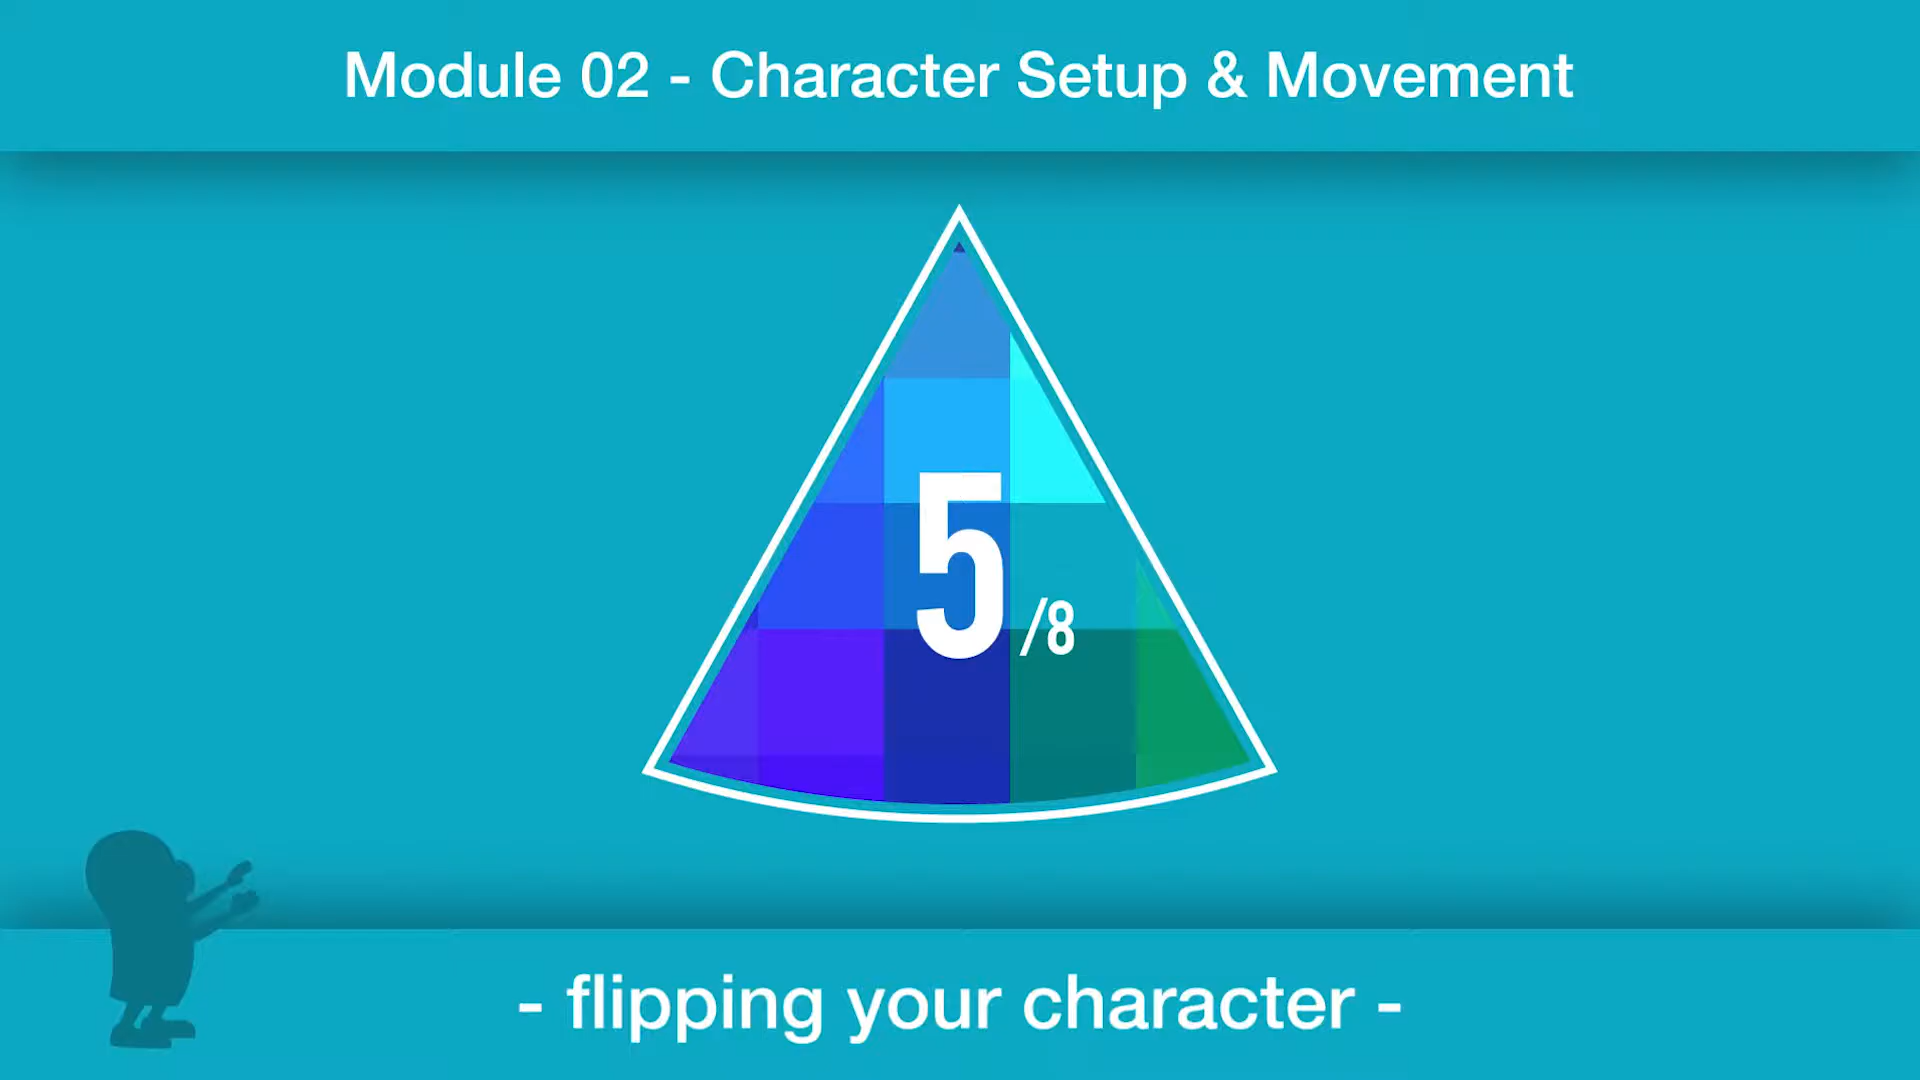 Module 02 - Character Setup & Movement
5/8
- flipping your character -